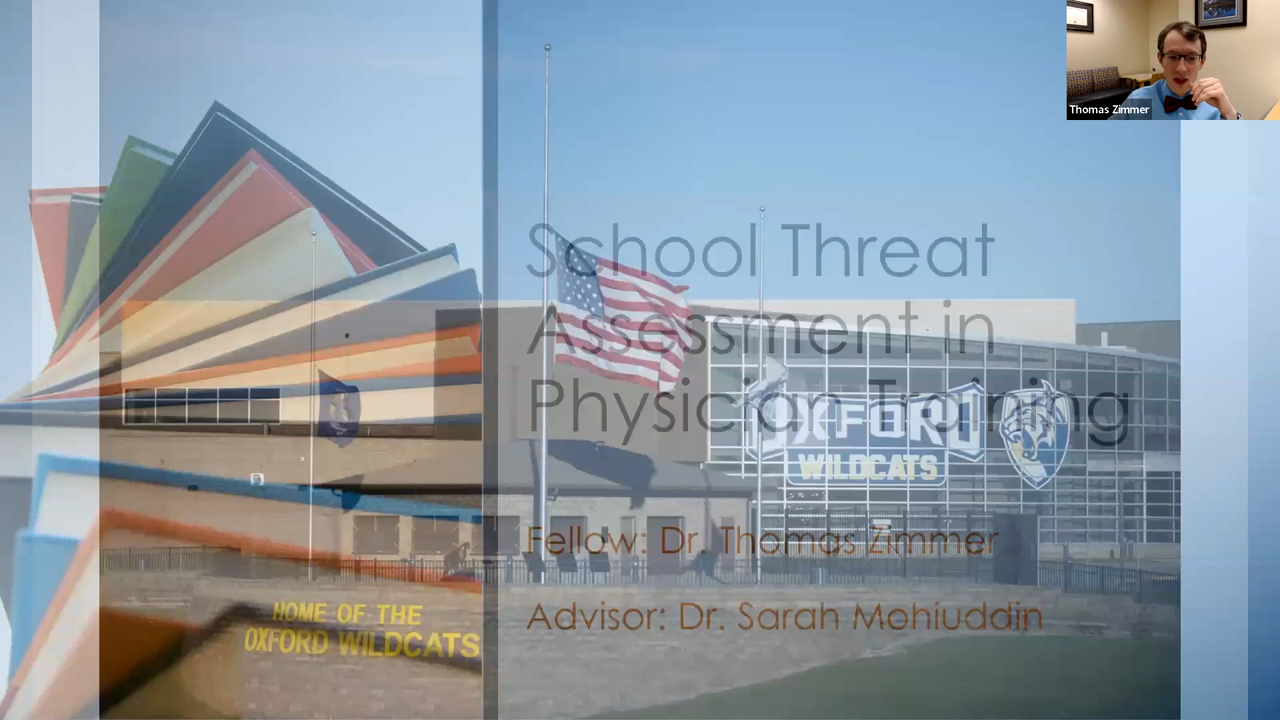 Thomas Zimmer
School Threat
Assessment in
Physician Training
OXFORD
WILDCATS
Fellow: Dr. Thomas Zimmer
HOME OF THE
OXFORD WILDCATS
Advisor: Dr. Sarah Mohiuddin